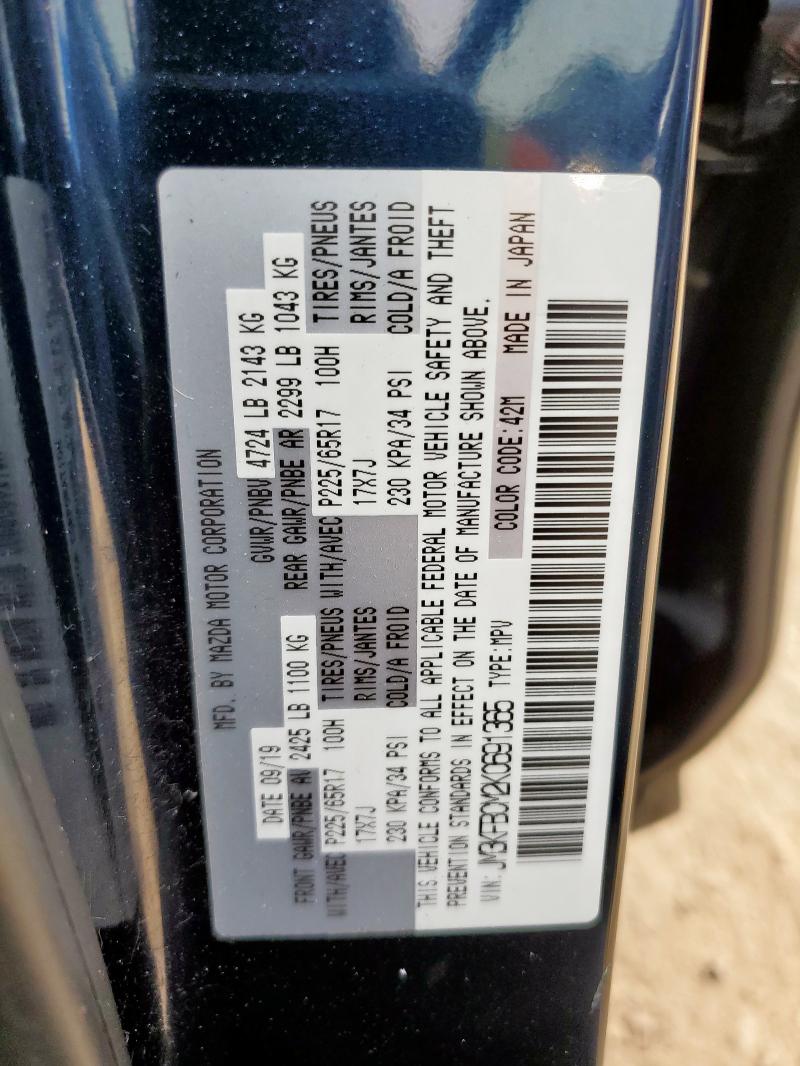 MFD. BY MAZDA MOTOR CORPORATION
DATE 09/19 GVWR/PNBV 4724 LB 2143 KG
FRONT GAWR/PNBE AV 2425 LB 1100 KG REAR GAWR/PNBE AR 2299 LB 1043 KG
WITH/AVEC P225/65R17 100H TIRES/PNEUS WITH/AVEC P225/65R17 100H TIRES/PNEUS
17X7J RIMS/JANTES 17X7J RIMS/JANTES
230 KPA/34 PSI COLD/A FROID 230 KPA/34 PSI COLD/A FROID
THIS VEHICLE CONFORMS TO ALL APPLICABLE FEDERAL MOTOR VEHICLE SAFETY AND THEFT
PREVENTION STANDARDS IN EFFECT ON THE DATE OF MANUFACTURE SHOWN ABOVE.
VIN: JM3KFBCM2K0691365 TYPE:MPV COLOR CODE:42M MADE IN JAPAN